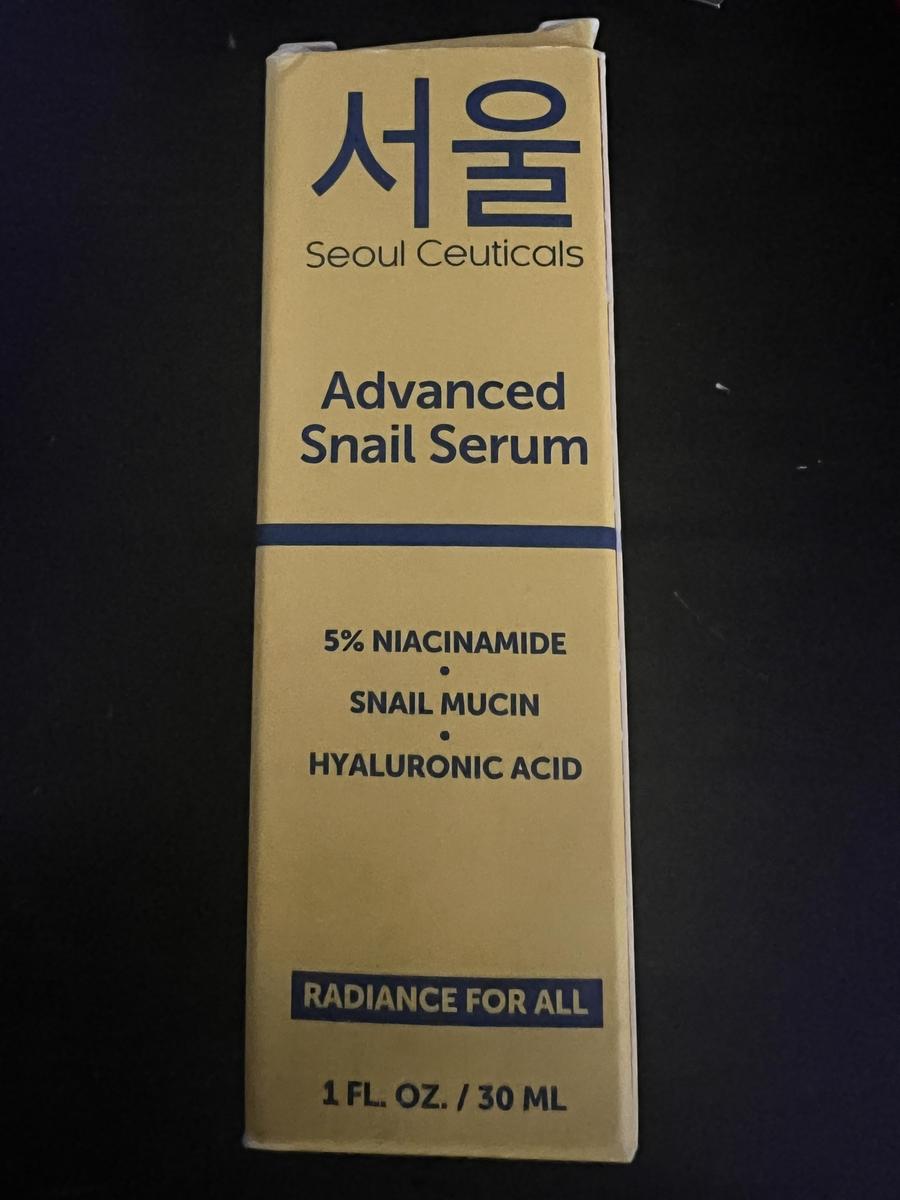 서울
Seoul Ceuticals
Advanced
Snail Serum
5% NIACINAMIDE
•
SNAIL MUCIN
•
HYALURONIC ACID
RADIANCE FOR ALL
1 FL. OZ. / 30 ML